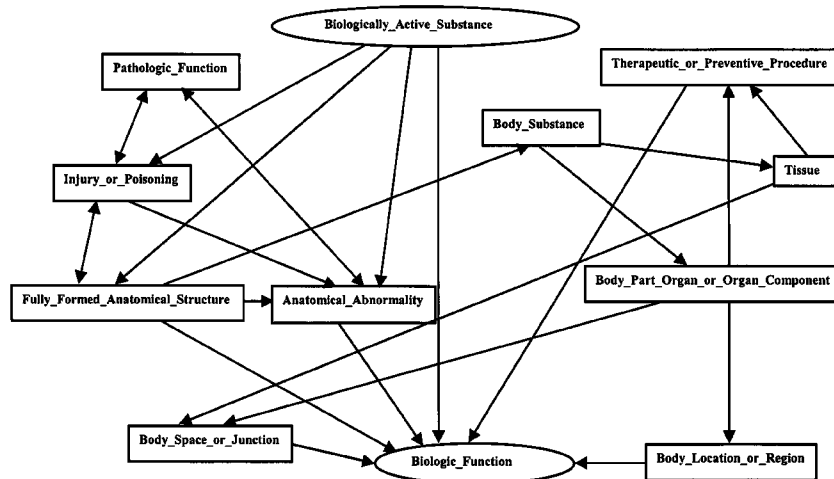 Biologically_Active_Substance
Pathologic_Function
Therapeutic_or_Preventive_Procedure
Body_Substance
Injury_or_Poisoning
Tissue
Fully_Formed_Anatomical_Structure
Anatomical_Abnormality
Body_Part_Organ_or_Organ_Component
Body_Space_or_Junction
Biologic_Function
Body_Location_or_Region